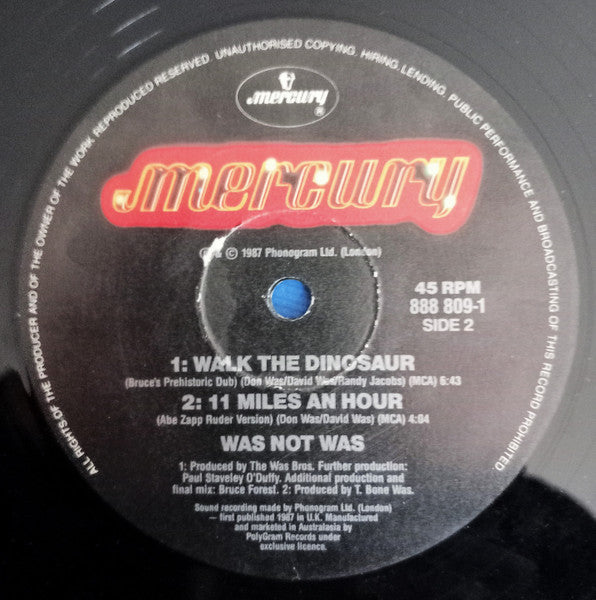 ALL RIGHTS OF THE PRODUCER AND OF THE OWNER OF THE WORK REPRODUCED RESERVED. UNAUTHORISED COPYING. HIRING. LENDING. PUBLIC PERFORMANCE AND BROADCASTING OF THIS RECORD PROHIBITED
mercury
®
mercury
℗ & © 1987 Phonogram Ltd. (London)
45 RPM
888 809-1
SIDE 2
1: WALK THE DINOSAUR
(Bruce's Prehistoric Dub) (Don Was/David Was/Randy Jacobs) (MCA) 6:43
2: 11 MILES AN HOUR
(Abe Zapp Ruder Version) (Don Was/David Was) (MCA) 4:04
WAS NOT WAS
1: Produced by The Was Bros. Further production:
Paul Staveley O'Duffy. Additional production and
final mix: Bruce Forest. 2: Produced by T. Bone Was.
Sound recording made by Phonogram Ltd. (London)
— first published 1987 in U.K. Manufactured
and marketed in Australasia by
PolyGram Records under
exclusive licence.